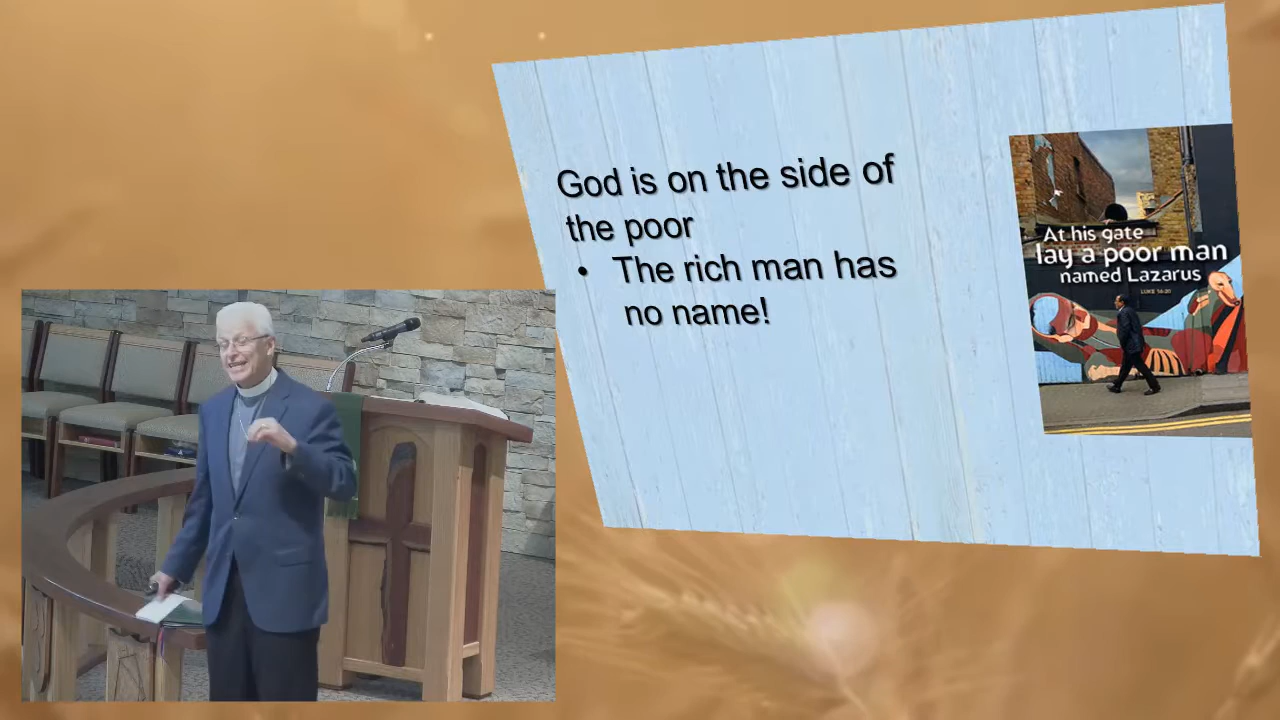 God is on the side of
the poor
• The rich man has
no name!
At his gate
lay a poor man
named Lazarus